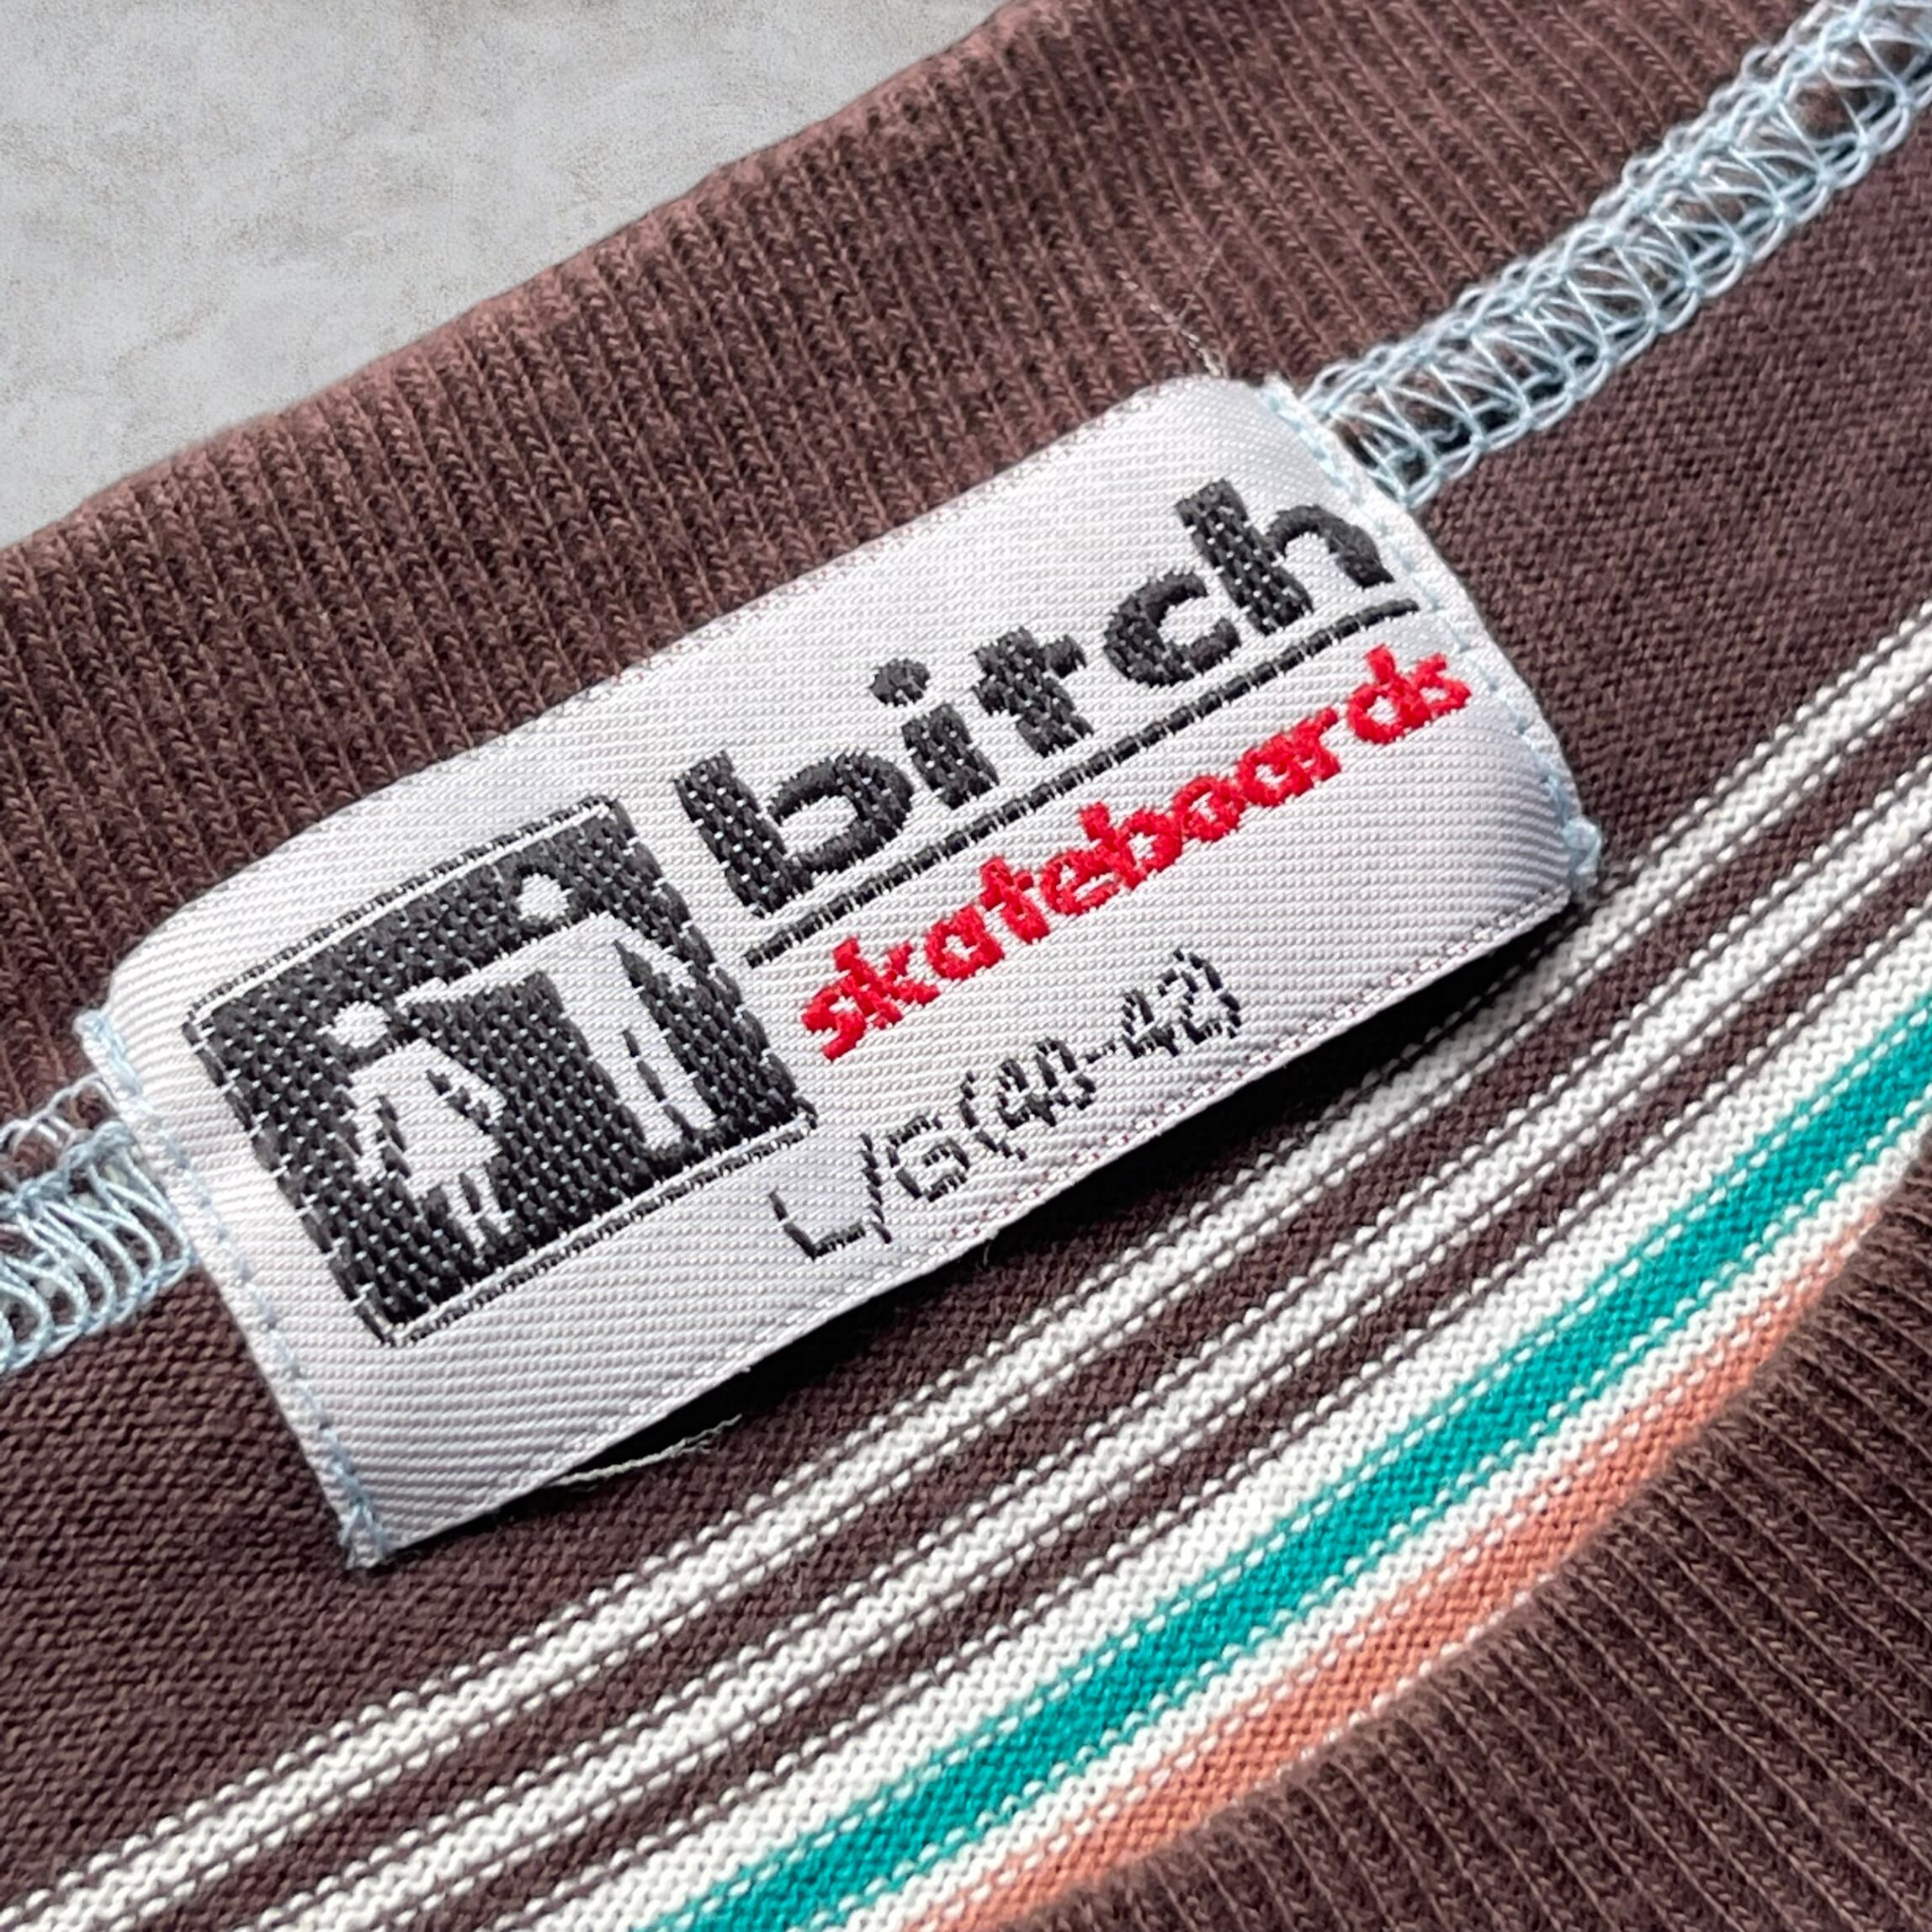 bitch
skateboards
L/G(40-42)